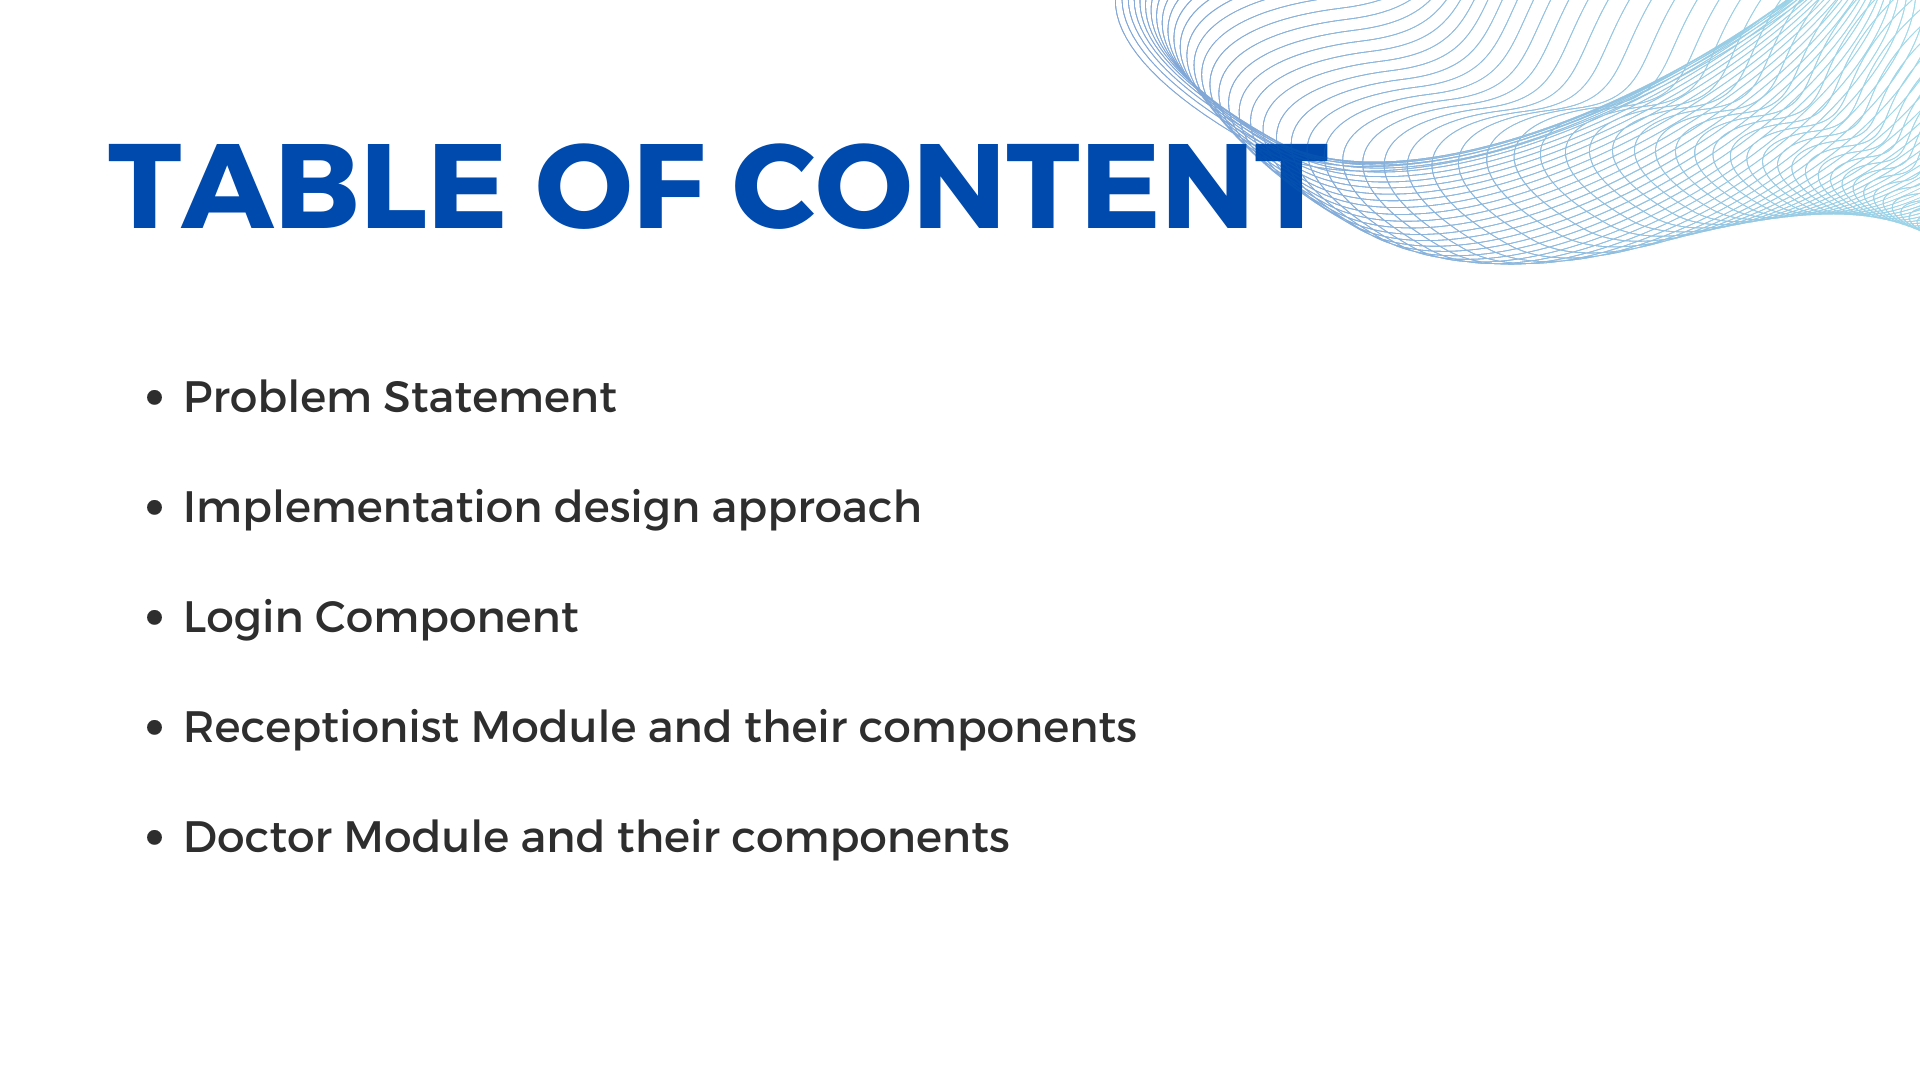 TABLE OF CONTENT
• Problem Statement
• Implementation design approach
• Login Component
• Receptionist Module and their components
• Doctor Module and their components